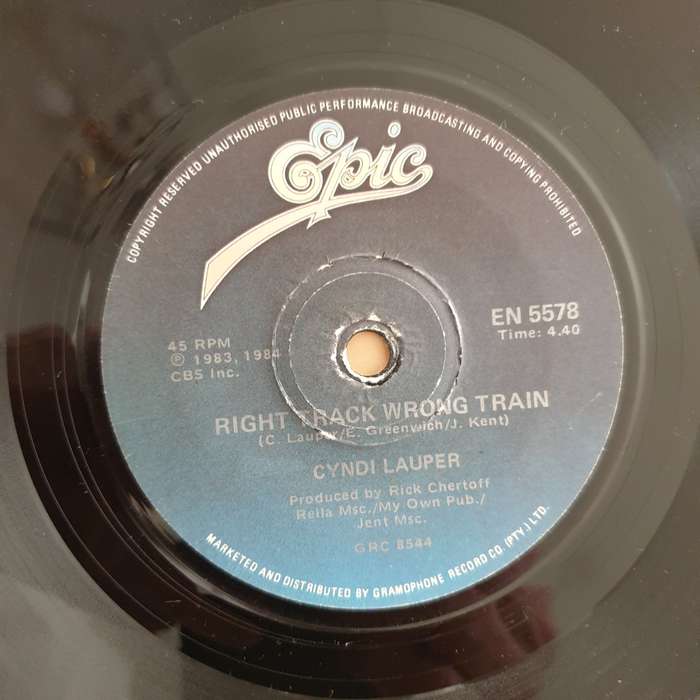 COPYRIGHT RESERVED UNAUTHORISED PUBLIC PERFORMANCE BROADCASTING AND COPYING PROHIBITED
Epic
EN 5578
Time: 4.40
45 RPM
℗ 1983, 1984
CBS Inc.
RIGHT TRACK WRONG TRAIN
(C. Lauper/E. Greenwich/J. Kent)
CYNDI LAUPER
Produced by Rick Chertoff
Rella Msc./My Own Pub./
Jent Msc.
GRC 8544
MARKETED AND DISTRIBUTED BY GRAMOPHONE RECORD CO. (PTY.) LTD.